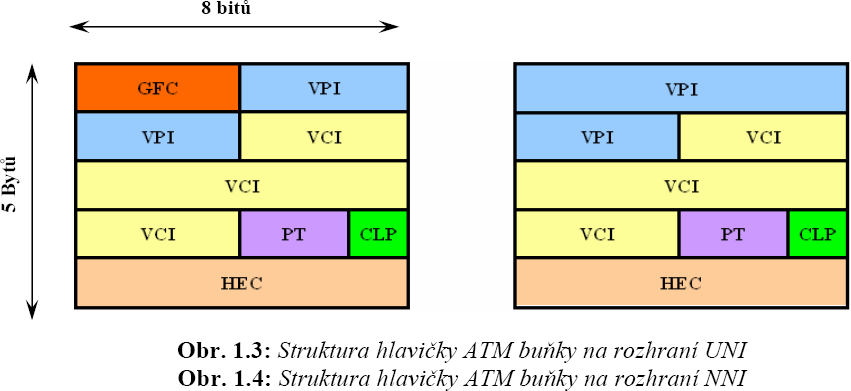 8 bitů
5 Bytů
GFC VPI
VPI VCI
VCI
VCI PT CLP
HEC
VPI
VPI VCI
VCI
VCI PT CLP
HEC
Obr. 1.3: Struktura hlavičky ATM buňky na rozhraní UNI
Obr. 1.4: Struktura hlavičky ATM buňky na rozhraní NNI